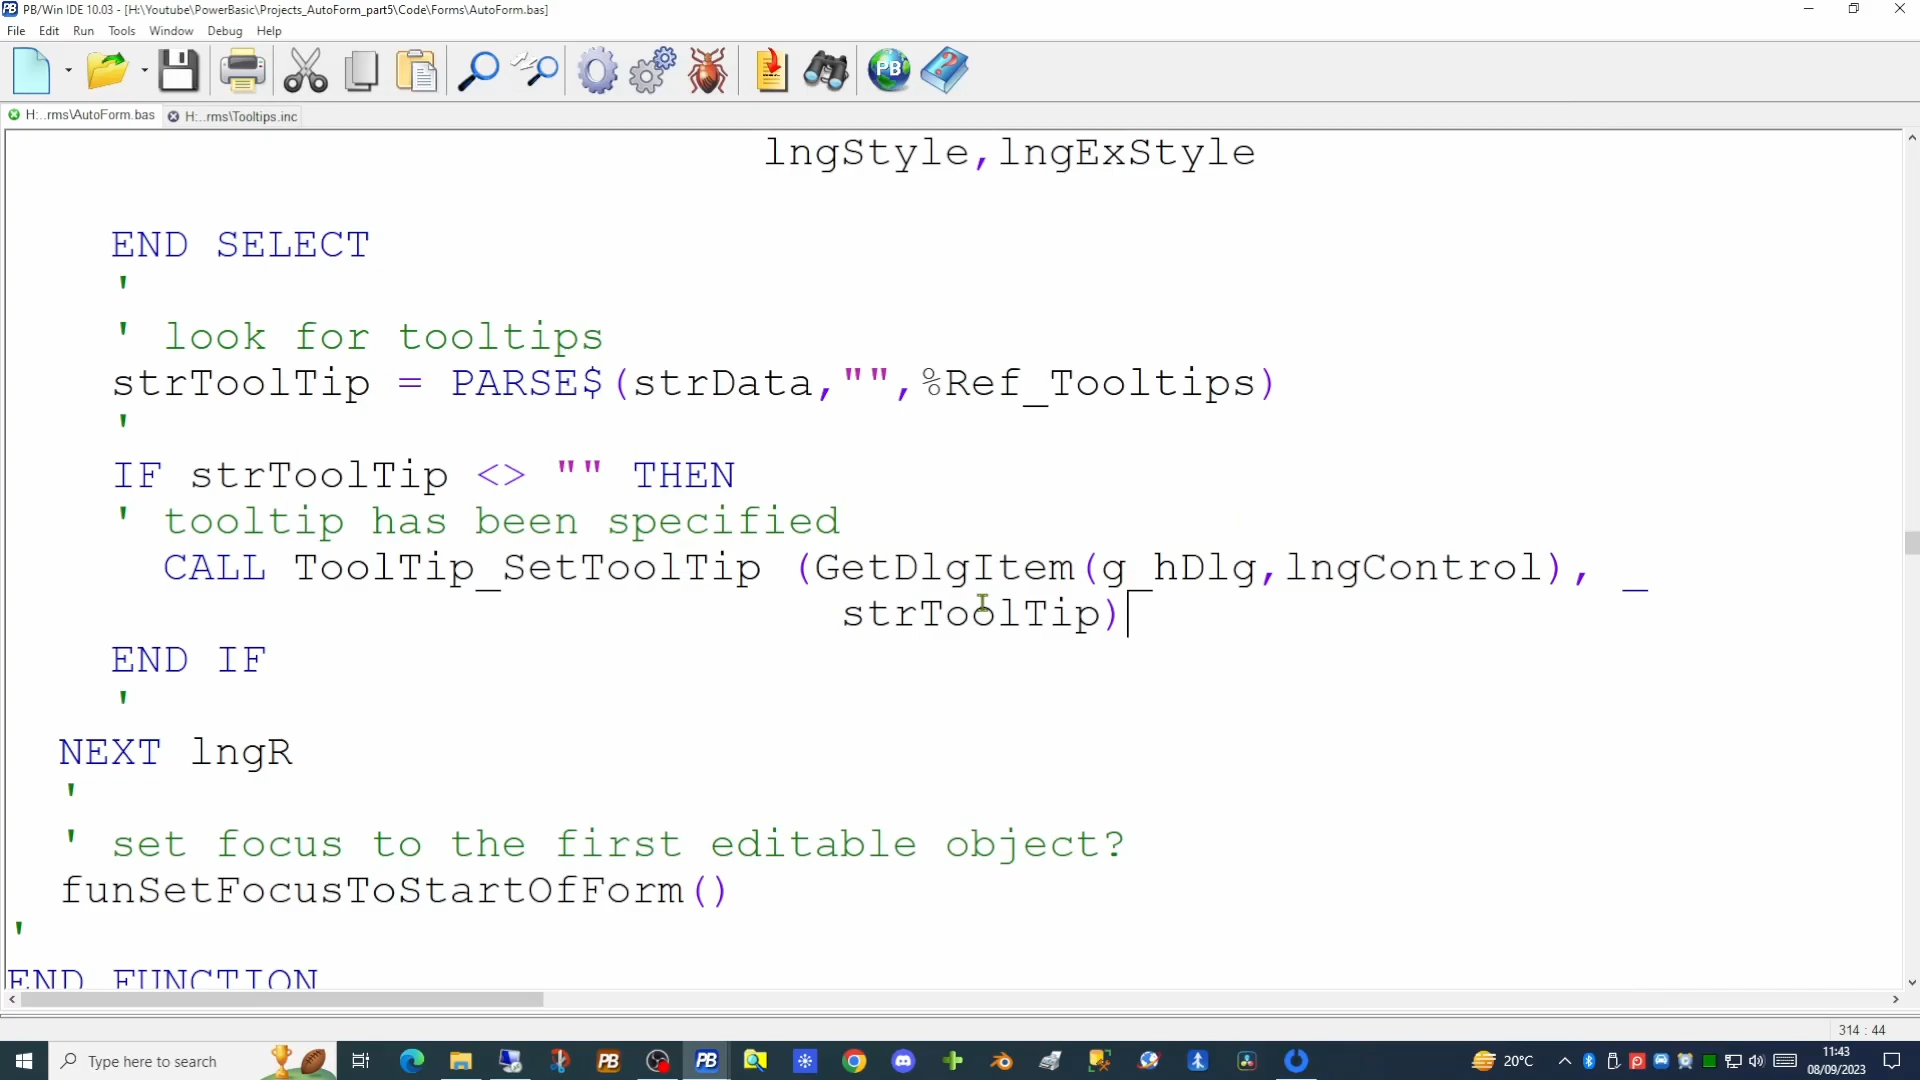 PB/Win IDE 10.03 - [H:\Youtube\PowerBasic\Projects_AutoForm_part5\Code\Forms\AutoForm.bas]
File Edit Run Tools Window Debug Help
PB
H:..rms\AutoForm.bas H:..rms\Tooltips.inc
lngStyle,lngExStyle
END SELECT
'
' look for tooltips
strToolTip = PARSE$(strData,"",%Ref_Tooltips)
'
IF strToolTip <> "" THEN
' tooltip has been specified
CALL ToolTip_SetToolTip (GetDlgItem(g_hDlg,lngControl), _
strToolTip)
END IF
'
NEXT lngR
'
' set focus to the first editable object?
funSetFocusToStartOfForm()
'
END FUNCTION
314 : 44
Type here to search PB PB 20°C 11:43
08/09/2023